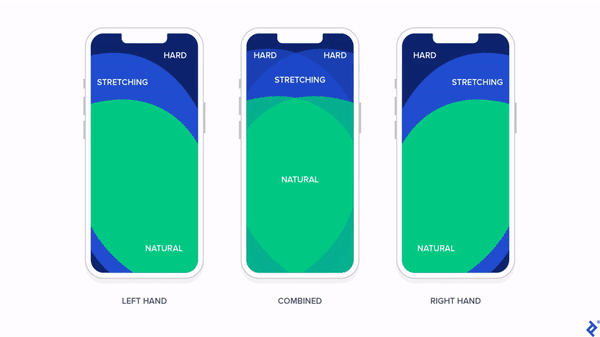 HARD
STRETCHING
NATURAL
HARD HARD
STRETCHING
NATURAL
HARD
STRETCHING
NATURAL
LEFT HAND
COMBINED
RIGHT HAND